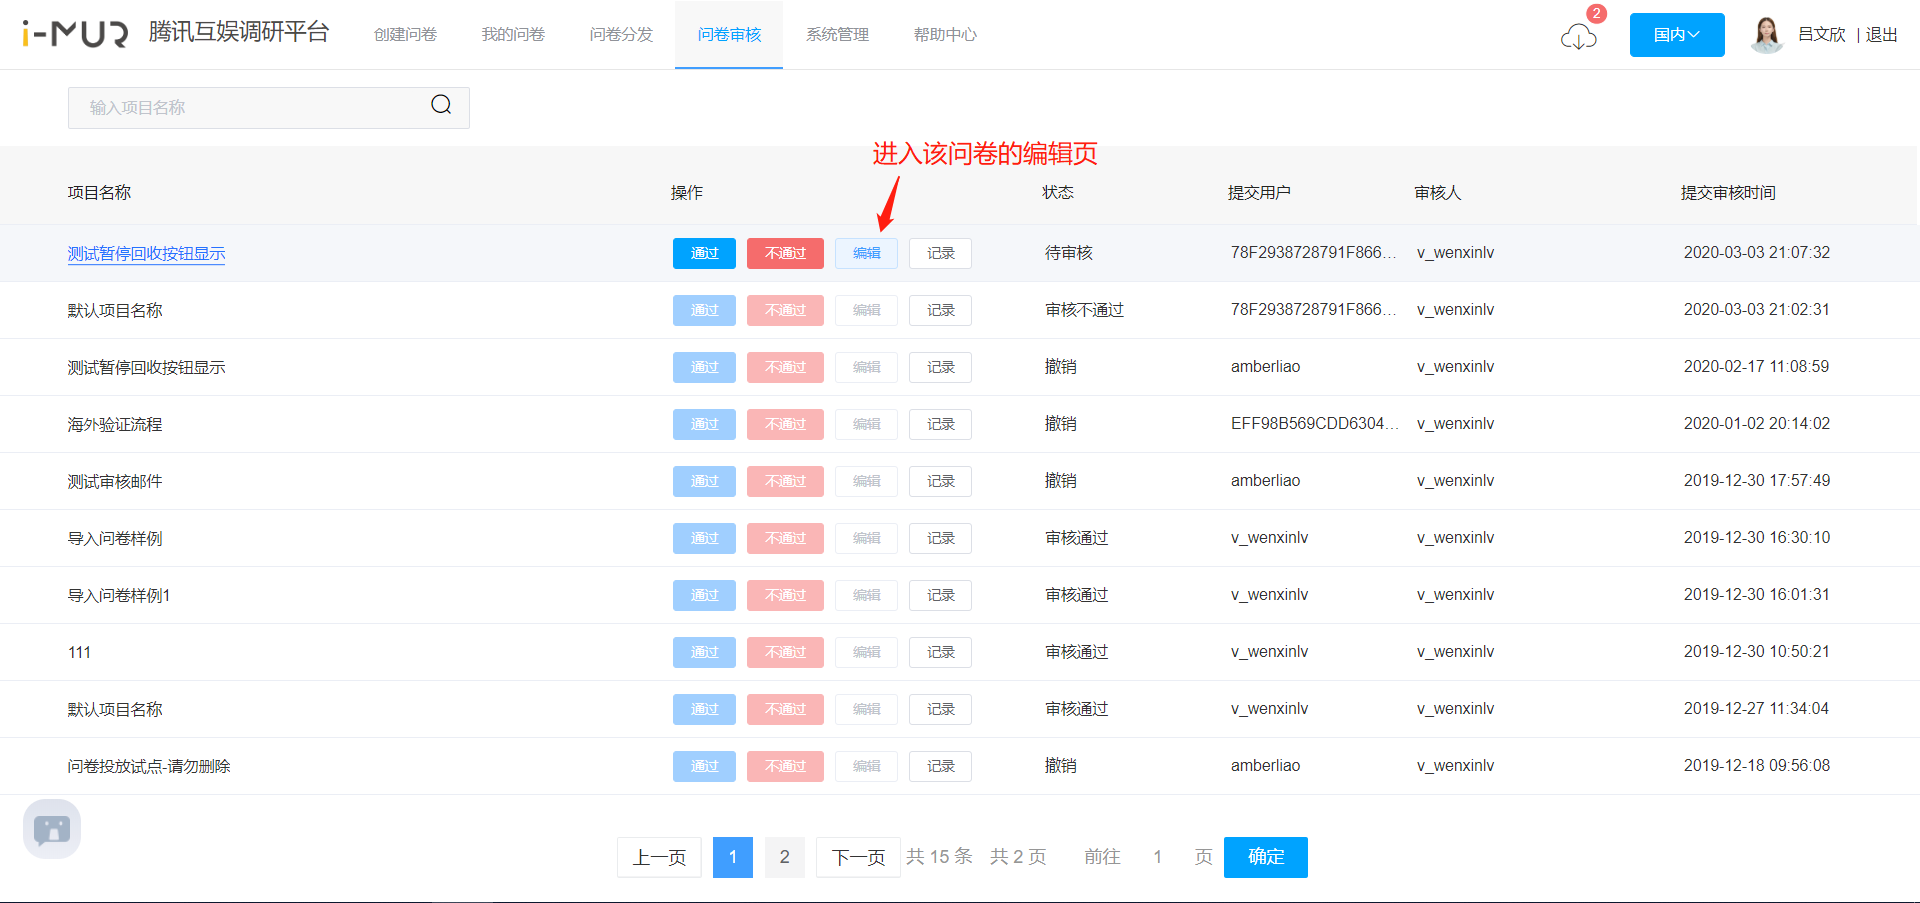 i-MUR 腾讯互娱调研平台 创建问卷 我的问卷 问卷分发 问卷审核 系统管理 帮助中心 2 国内 吕文欣 | 退出
输入项目名称
进入该问卷的编辑页
项目名称 操作 状态 提交用户 审核人 提交审核时间
测试暂停回收按钮显示 通过 不通过 编辑 记录 待审核 78F2938728791F866... v_wenxinlv 2020-03-03 21:07:32
默认项目名称 通过 不通过 编辑 记录 审核不通过 78F2938728791F866... v_wenxinlv 2020-03-03 21:02:31
测试暂停回收按钮显示 通过 不通过 编辑 记录 撤销 amberliao v_wenxinlv 2020-02-17 11:08:59
海外验证流程 通过 不通过 编辑 记录 撤销 EFF98B569CDD6304... v_wenxinlv 2020-01-02 20:14:02
测试审核邮件 通过 不通过 编辑 记录 撤销 amberliao v_wenxinlv 2019-12-30 17:57:49
导入问卷样例 通过 不通过 编辑 记录 审核通过 v_wenxinlv v_wenxinlv 2019-12-30 16:30:10
导入问卷样例1 通过 不通过 编辑 记录 审核通过 v_wenxinlv v_wenxinlv 2019-12-30 16:01:31
111 通过 不通过 编辑 记录 审核通过 v_wenxinlv v_wenxinlv 2019-12-30 10:50:21
默认项目名称 通过 不通过 编辑 记录 审核通过 v_wenxinlv v_wenxinlv 2019-12-27 11:34:04
问卷投放试点-请勿删除 通过 不通过 编辑 记录 撤销 amberliao v_wenxinlv 2019-12-18 09:56:08
上一页 1 2 下一页 共 15 条 共 2 页 前往 1 页 确定